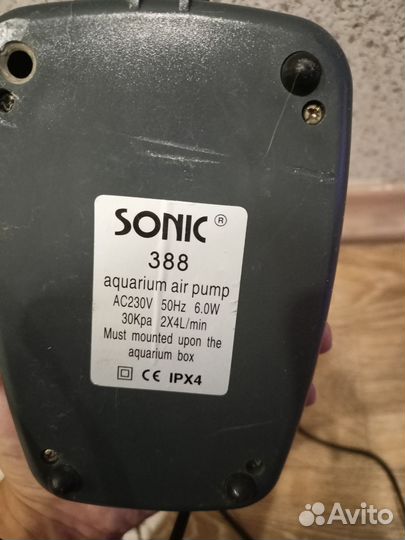 SONIC ®
388
aquarium air pump
AC230V 50Hz 6.0W
30Kpa 2X4L/min
Must mounted upon the
aquarium box
CE IPX4
Avito